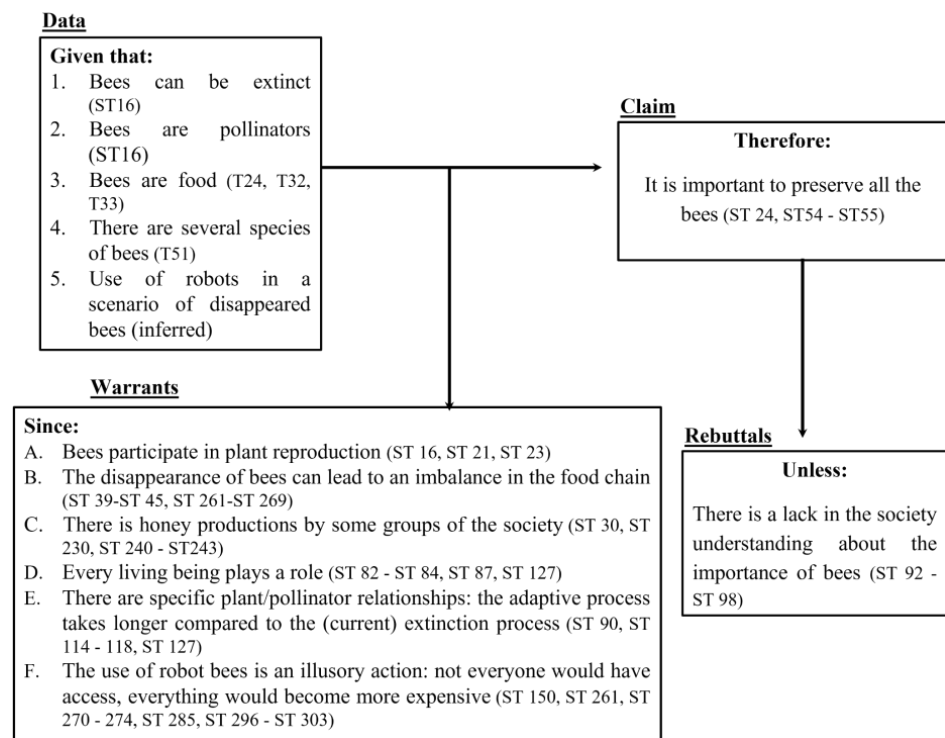 Data
Given that:
1. Bees can be extinct
(ST16)
2. Bees are pollinators
(ST16)
3. Bees are food (T24, T32,
T33)
4. There are several species
of bees (T51)
5. Use of robots in a
scenario of disappeared
bees (inferred)
Claim
Therefore:
It is important to preserve all the
bees (ST 24, ST54 - ST55)
Warrants
Since:
A. Bees participate in plant reproduction (ST 16, ST 21, ST 23)
B. The disappearance of bees can lead to an imbalance in the food chain
(ST 39-ST 45, ST 261-ST 269)
C. There is honey productions by some groups of the society (ST 30, ST
230, ST 240 - ST243)
D. Every living being plays a role (ST 82 - ST 84, ST 87, ST 127)
E. There are specific plant/pollinator relationships: the adaptive process
takes longer compared to the (current) extinction process (ST 90, ST
114 - 118, ST 127)
F. The use of robot bees is an illusory action: not everyone would have
access, everything would become more expensive (ST 150, ST 261, ST
270 - 274, ST 285, ST 296 - ST 303)
Rebuttals
Unless:
There is a lack in the society
understanding about the
importance of bees (ST 92 -
ST 98)